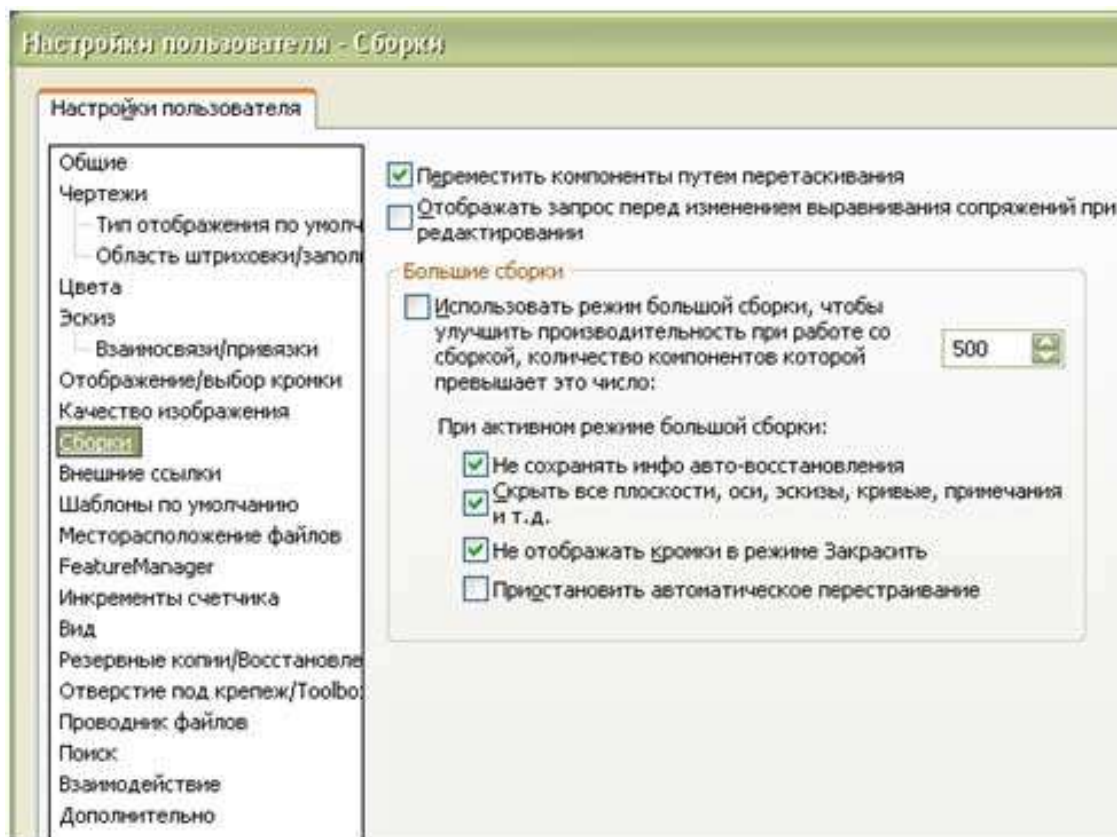 Настройки пользователя - Сборки
Настройки пользователя
Общие
Чертежи
Тип отображения по умолч
Область штриховки/запол
Цвета
Эскиз
Взаимосвязи/привязки
Отображение/выбор кромки
Качество изображения
Сборки
Внешние ссылки
Шаблоны по умолчанию
Месторасположение файлов
FeatureManager
Инкременты счетчика
Вид
Резервные копии/Восстановле
Отверстие под крепеж/Toolbo
Проводник файлов
Поиск
Взаимодействие
Дополнительно
Переместить компоненты путем перетаскивания
Отображать запрос перед изменением выравнивания сопряжений при
редактировании
Большие сборки
Использовать режим большой сборки, чтобы
улучшить производительность при работе со
сборкой, количество компонентов которой
превышает это число:
500
При активном режиме большой сборки:
Не сохранять инфо авто-восстановления
Скрыть все плоскости, оси, эскизы, кривые, примечания
и т.д.
Не отображать кромки в режиме Закрасить
Приостановить автоматическое перестраивание